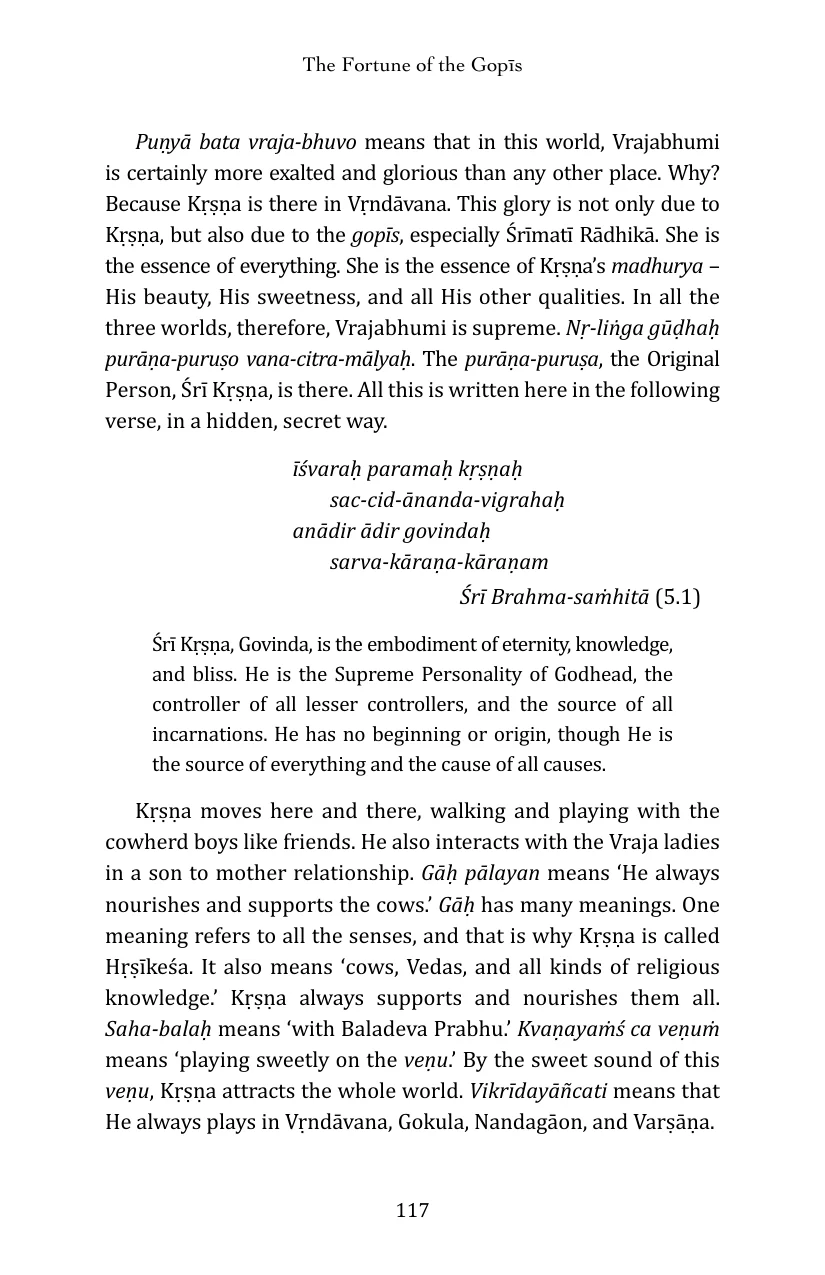 The Fortune of the Gopīs
Puṇyā bata vraja-bhuvo means that in this world, Vrajabhumi
is certainly more exalted and glorious than any other place. Why?
Because Kṛṣṇa is there in Vṛndāvana. This glory is not only due to
Kṛṣṇa, but also due to the gopīs, especially Śrīmatī Rādhikā. She is
the essence of everything. She is the essence of Kṛṣṇa’s madhurya –
His beauty, His sweetness, and all His other qualities. In all the
three worlds, therefore, Vrajabhumi is supreme. Nṛ-liṅga gūḍhaḥ
purāṇa-puruṣo vana-citra-mālyaḥ. The purāṇa-puruṣa, the Original
Person, Śrī Kṛṣṇa, is there. All this is written here in the following
verse, in a hidden, secret way.
īśvaraḥ paramaḥ kṛṣṇaḥ
sac-cid-ānanda-vigrahaḥ
anādir ādir govindaḥ
sarva-kāraṇa-kāraṇam
Śrī Brahma-saṁhitā (5.1)
Śrī Kṛṣṇa, Govinda, is the embodiment of eternity, knowledge,
and bliss. He is the Supreme Personality of Godhead, the
controller of all lesser controllers, and the source of all
incarnations. He has no beginning or origin, though He is
the source of everything and the cause of all causes.
Kṛṣṇa moves here and there, walking and playing with the
cowherd boys like friends. He also interacts with the Vraja ladies
in a son to mother relationship. Gāḥ pālayan means ‘He always
nourishes and supports the cows.’ Gāḥ has many meanings. One
meaning refers to all the senses, and that is why Kṛṣṇa is called
Hṛṣīkeśa. It also means ‘cows, Vedas, and all kinds of religious
knowledge.’ Kṛṣṇa always supports and nourishes them all.
Saha-balaḥ means ‘with Baladeva Prabhu.’ Kvaṇayaṁś ca veṇuṁ
means ‘playing sweetly on the veṇu.’ By the sweet sound of this
veṇu, Kṛṣṇa attracts the whole world. Vikrīdayāñcati means that
He always plays in Vṛndāvana, Gokula, Nandagāon, and Varṣāṇa.
117